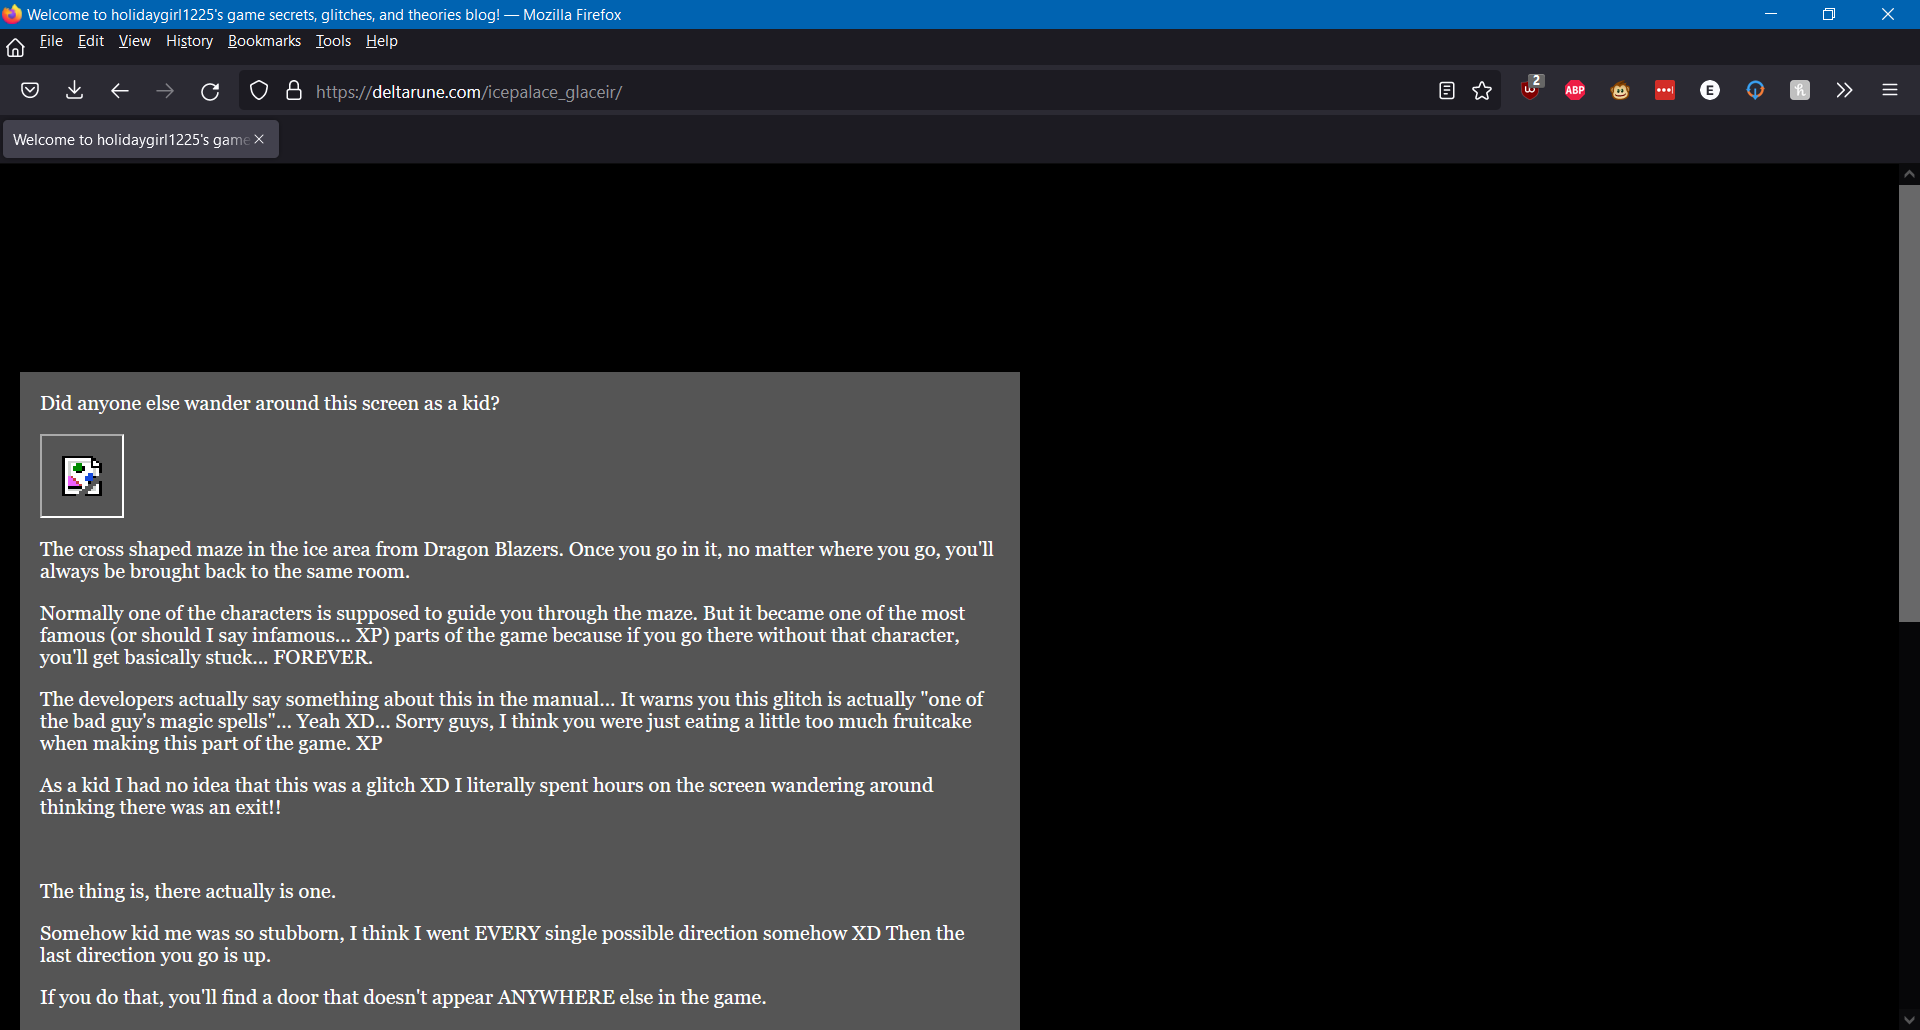 Welcome to holidaygirl1225's game secrets, glitches, and theories blog! — Mozilla Firefox
File Edit View History Bookmarks Tools Help
https://deltarune.com/icepalace_glaceir/
2
ABP
E
Welcome to holidaygirl1225's game
Did anyone else wander around this screen as a kid?
The cross shaped maze in the ice area from Dragon Blazers. Once you go in it, no matter where you go, you'll
always be brought back to the same room.
Normally one of the characters is supposed to guide you through the maze. But it became one of the most
famous (or should I say infamous... XP) parts of the game because if you go there without that character,
you'll get basically stuck... FOREVER.
The developers actually say something about this in the manual... It warns you this glitch is actually "one of
the bad guy's magic spells"... Yeah XD... Sorry guys, I think you were just eating a little too much fruitcake
when making this part of the game. XP
As a kid I had no idea that this was a glitch XD I literally spent hours on the screen wandering around
thinking there was an exit!!
The thing is, there actually is one.
Somehow kid me was so stubborn, I think I went EVERY single possible direction somehow XD Then the
last direction you go is up.
If you do that, you'll find a door that doesn't appear ANYWHERE else in the game.